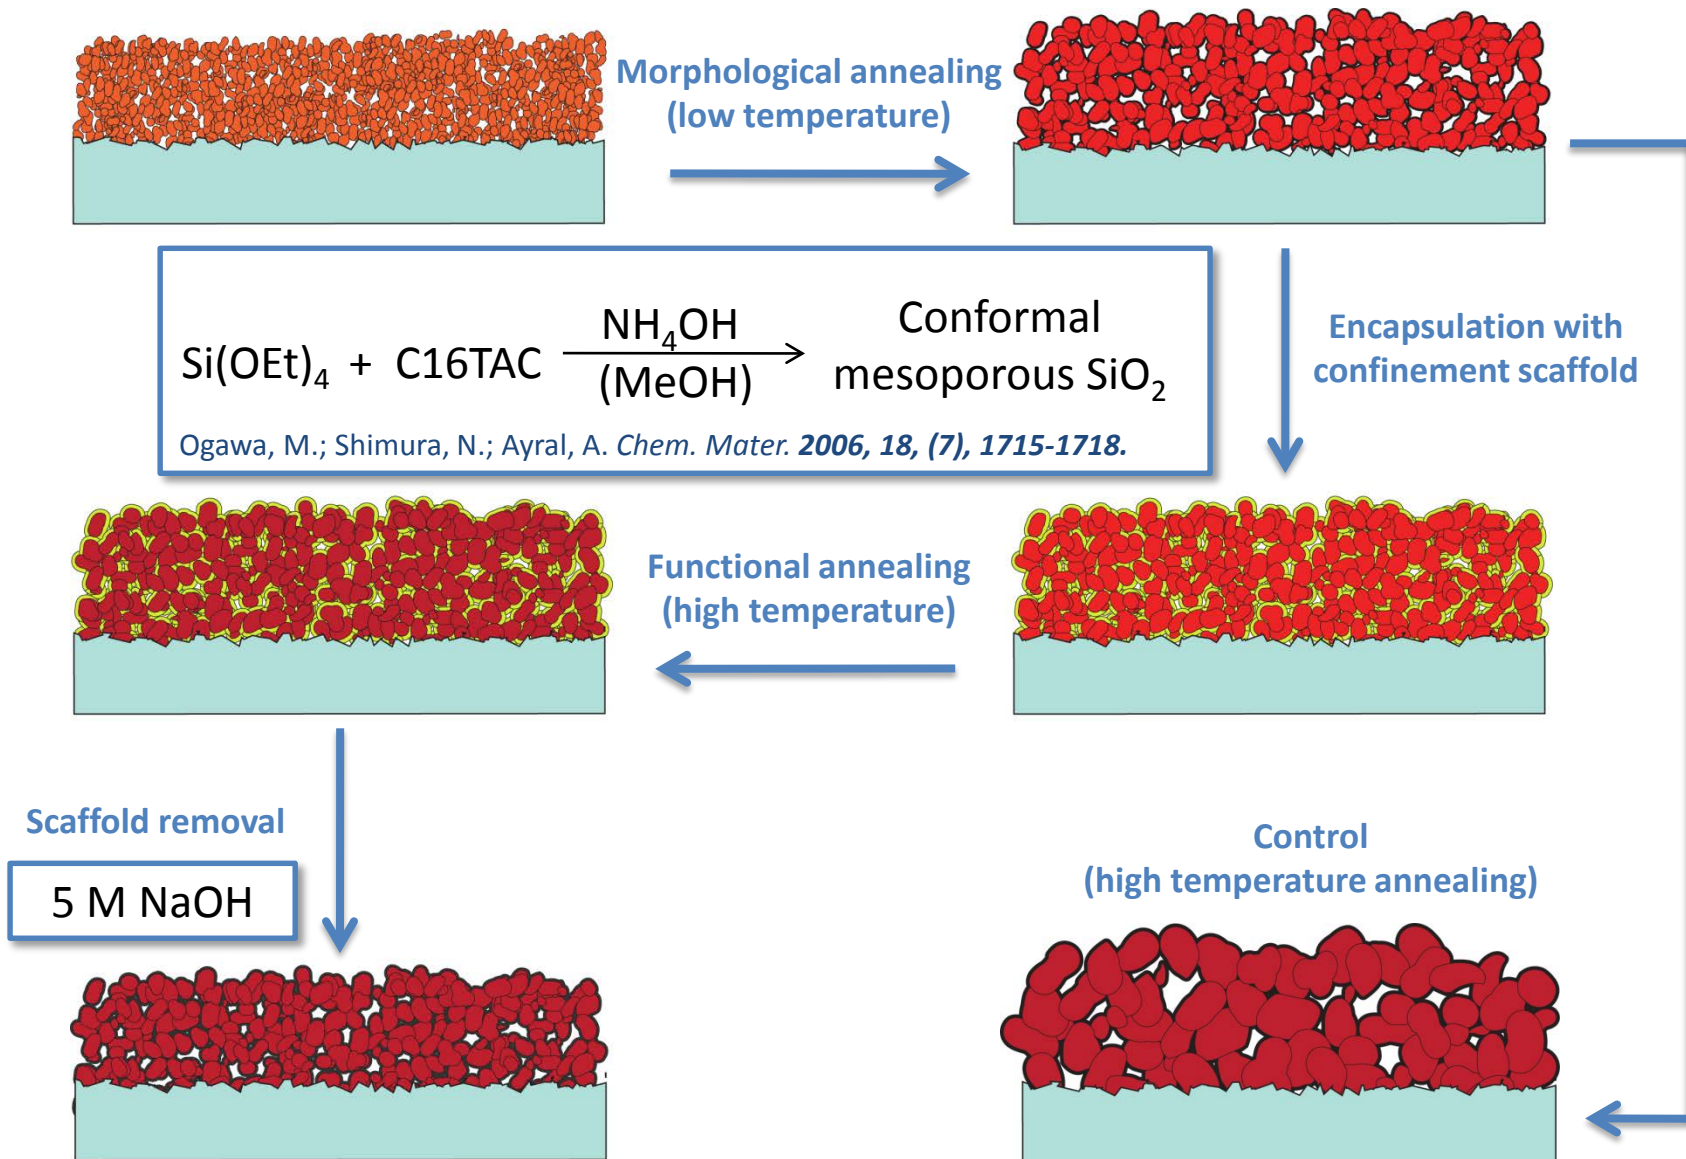 Morphological annealing
(low temperature)
Si(OEt)₄ + C16TAC
NH₄OH
(MeOH)
Conformal
mesoporous SiO₂
Ogawa, M.; Shimura, N.; Ayral, A. Chem. Mater. 2006, 18, (7), 1715-1718.
Encapsulation with
confinement scaffold
Functional annealing
(high temperature)
Scaffold removal
5 M NaOH
Control
(high temperature annealing)